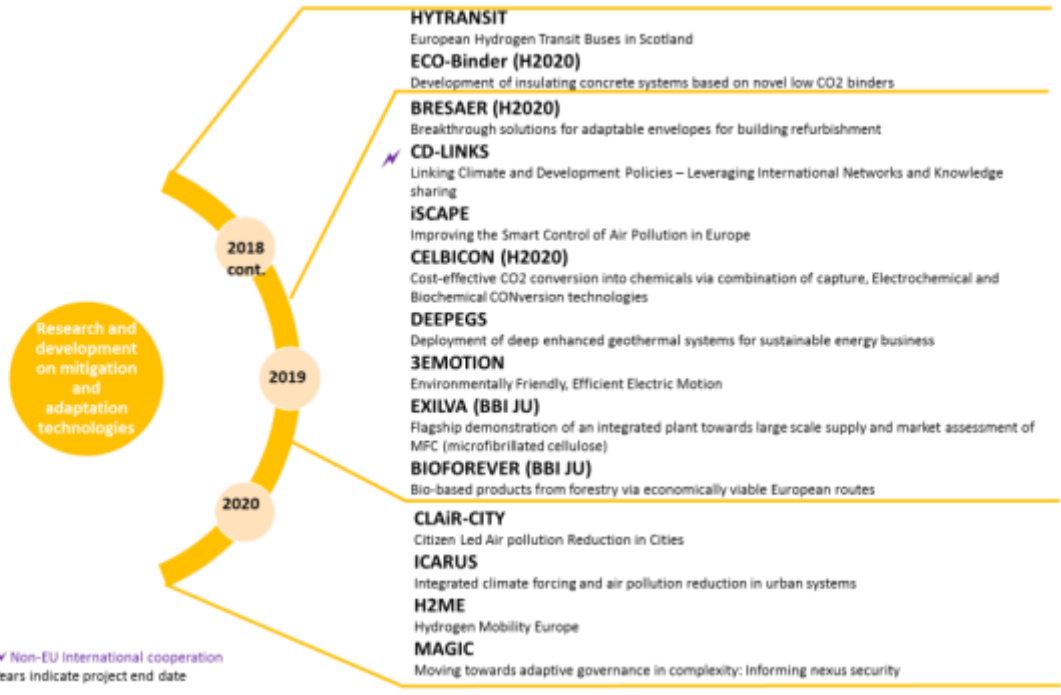 HYTRANSIT
European Hydrogen Transit Buses in Scotland
ECO-Binder (H2020)
Development of insulating concrete systems based on novel low CO2 binders
BRESAER (H2020)
Breakthrough solutions for adaptable envelopes for building refurbishment
CD-LINKS
Linking Climate and Development Policies – Leveraging International Networks and Knowledge
sharing
iSCAPE
Improving the Smart Control of Air Pollution in Europe
CELBICON (H2020)
Cost-effective CO2 conversion into chemicals via combination of capture, Electrochemical and
Biochemical CONversion technologies
DEEPEGS
Deployment of deep enhanced geothermal systems for sustainable energy business
3EMOTION
Environmentally Friendly, Efficient Electric Motion
EXILVA (BBI JU)
Flagship demonstration of an integrated plant towards large scale supply and market assessment of
MFC (microfibrillated cellulose)
BIOFOREVER (BBI JU)
Bio-based products from forestry via economically viable European routes
CLAiR-CITY
Citizen Led Air pollution Reduction in Cities
ICARUS
Integrated climate forcing and air pollution reduction in urban systems
H2ME
Hydrogen Mobility Europe
MAGIC
Moving towards adaptive governance in complexity: Informing nexus security
2018
cont.
2019
2020
Research and
development
on mitigation
and
adaptation
technologies
Non-EU International cooperation
ears indicate project end date